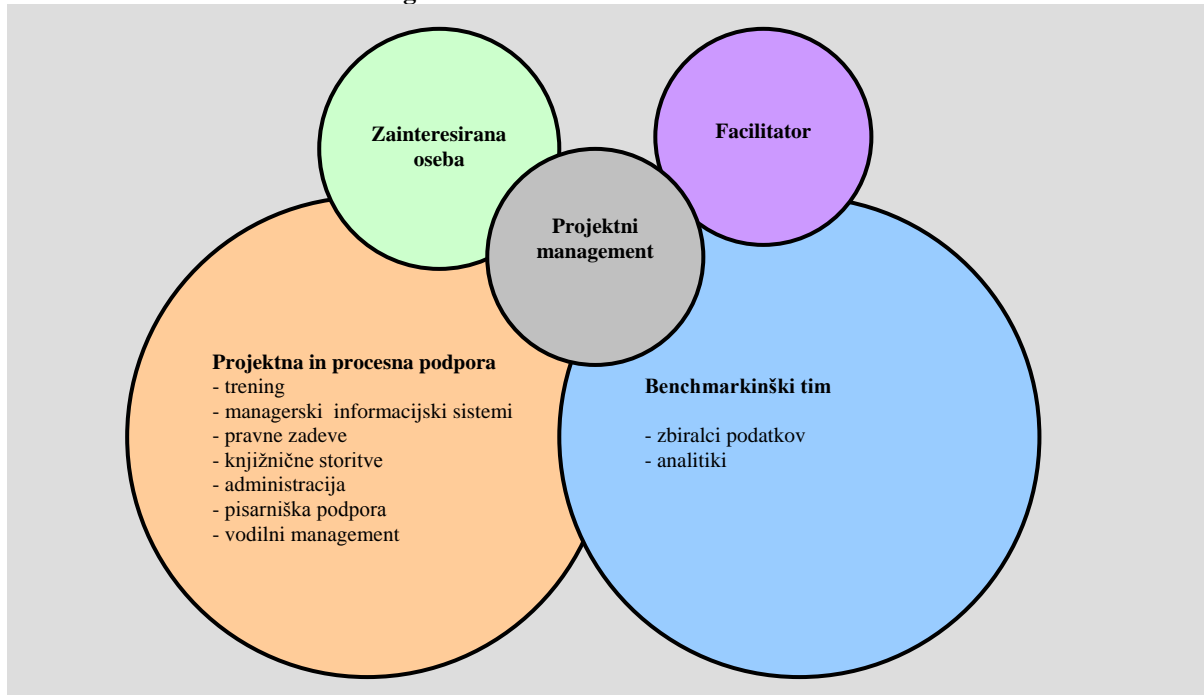 Zainteresirana
oseba
Facilitator
Projektni
management
Projektna in procesna podpora
- trening
- managerski informacijski sistemi
- pravne zadeve
- knjižnične storitve
- administracija
- pisarniška podpora
- vodilni management
Benchmarkinški tim
- zbiralci podatkov
- analitiki